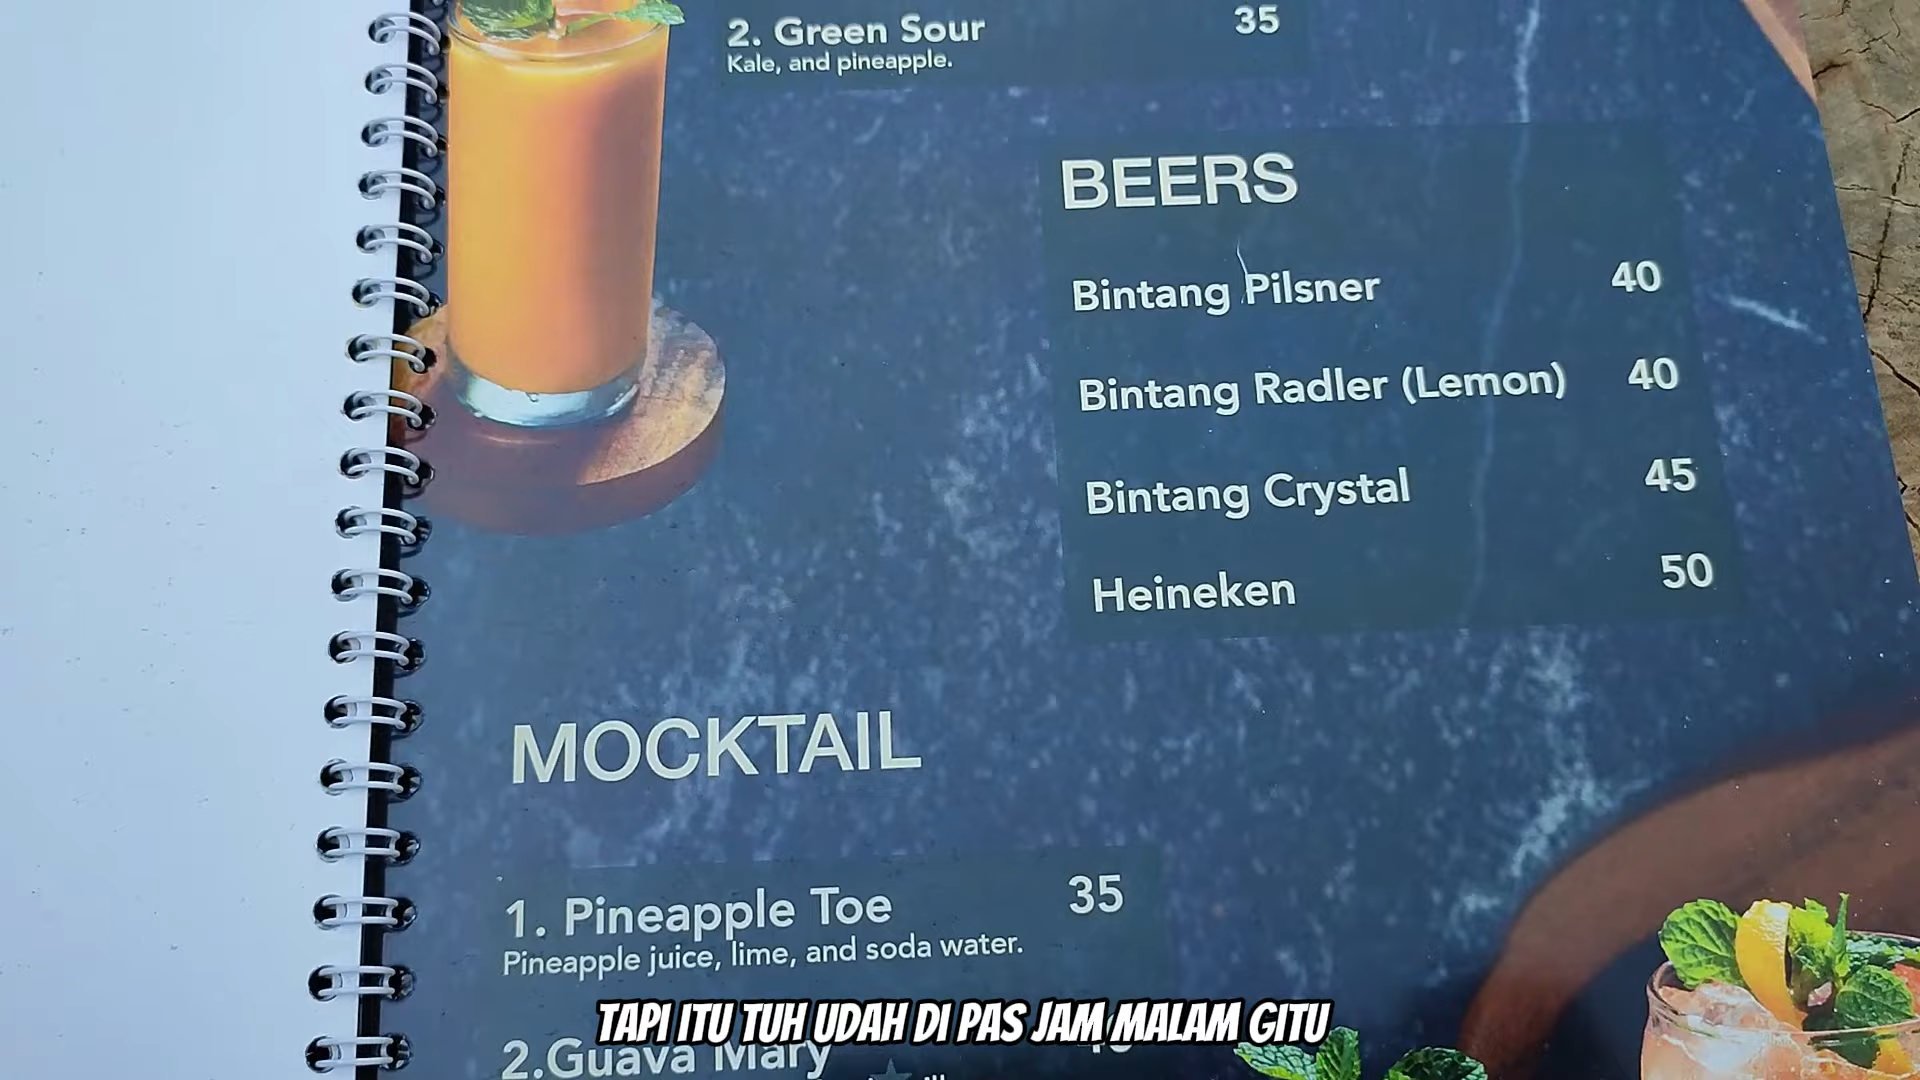 2. Green Sour 35
Kale, and pineapple.
BEERS
Bintang Pilsner 40
Bintang Radler (Lemon) 40
Bintang Crystal 45
Heineken 50
MOCKTAIL
1. Pineapple Toe 35
Pineapple juice, lime, and soda water.
TAPI ITU TUH UDAH DI PAS JAM MALAM GITU
2.Guava Mary